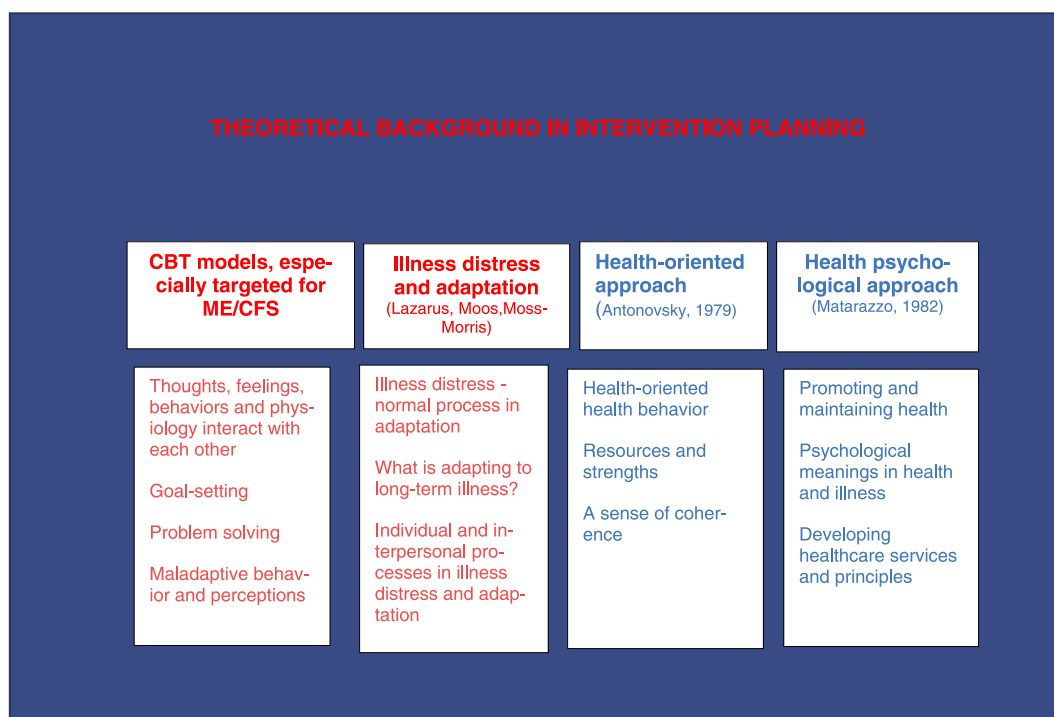 THEORETICAL BACKGROUND IN INTERVENTION PLANNING
CBT models, espe-
cially targeted for
ME/CFS
Illness distress
and adaptation
(Lazarus, Moos,Moss-
Morris)
Health-oriented
approach
(Antonovsky, 1979)
Health psycho-
logical approach
(Matarazzo, 1982)
Thoughts, feelings,
behaviors and phys-
iology interact with
each other
Goal-setting
Problem solving
Maladaptive behav-
ior and perceptions
Illness distress -
normal process in
adaptation
What is adapting to
long-term illness?
Individual and in-
terpersonal pro-
cesses in illness
distress and adap-
tation
Health-oriented
health behavior
Resources and
strengths
A sense of coher-
ence
Promoting and
maintaining health
Psychological
meanings in health
and illness
Developing
healthcare services
and principles